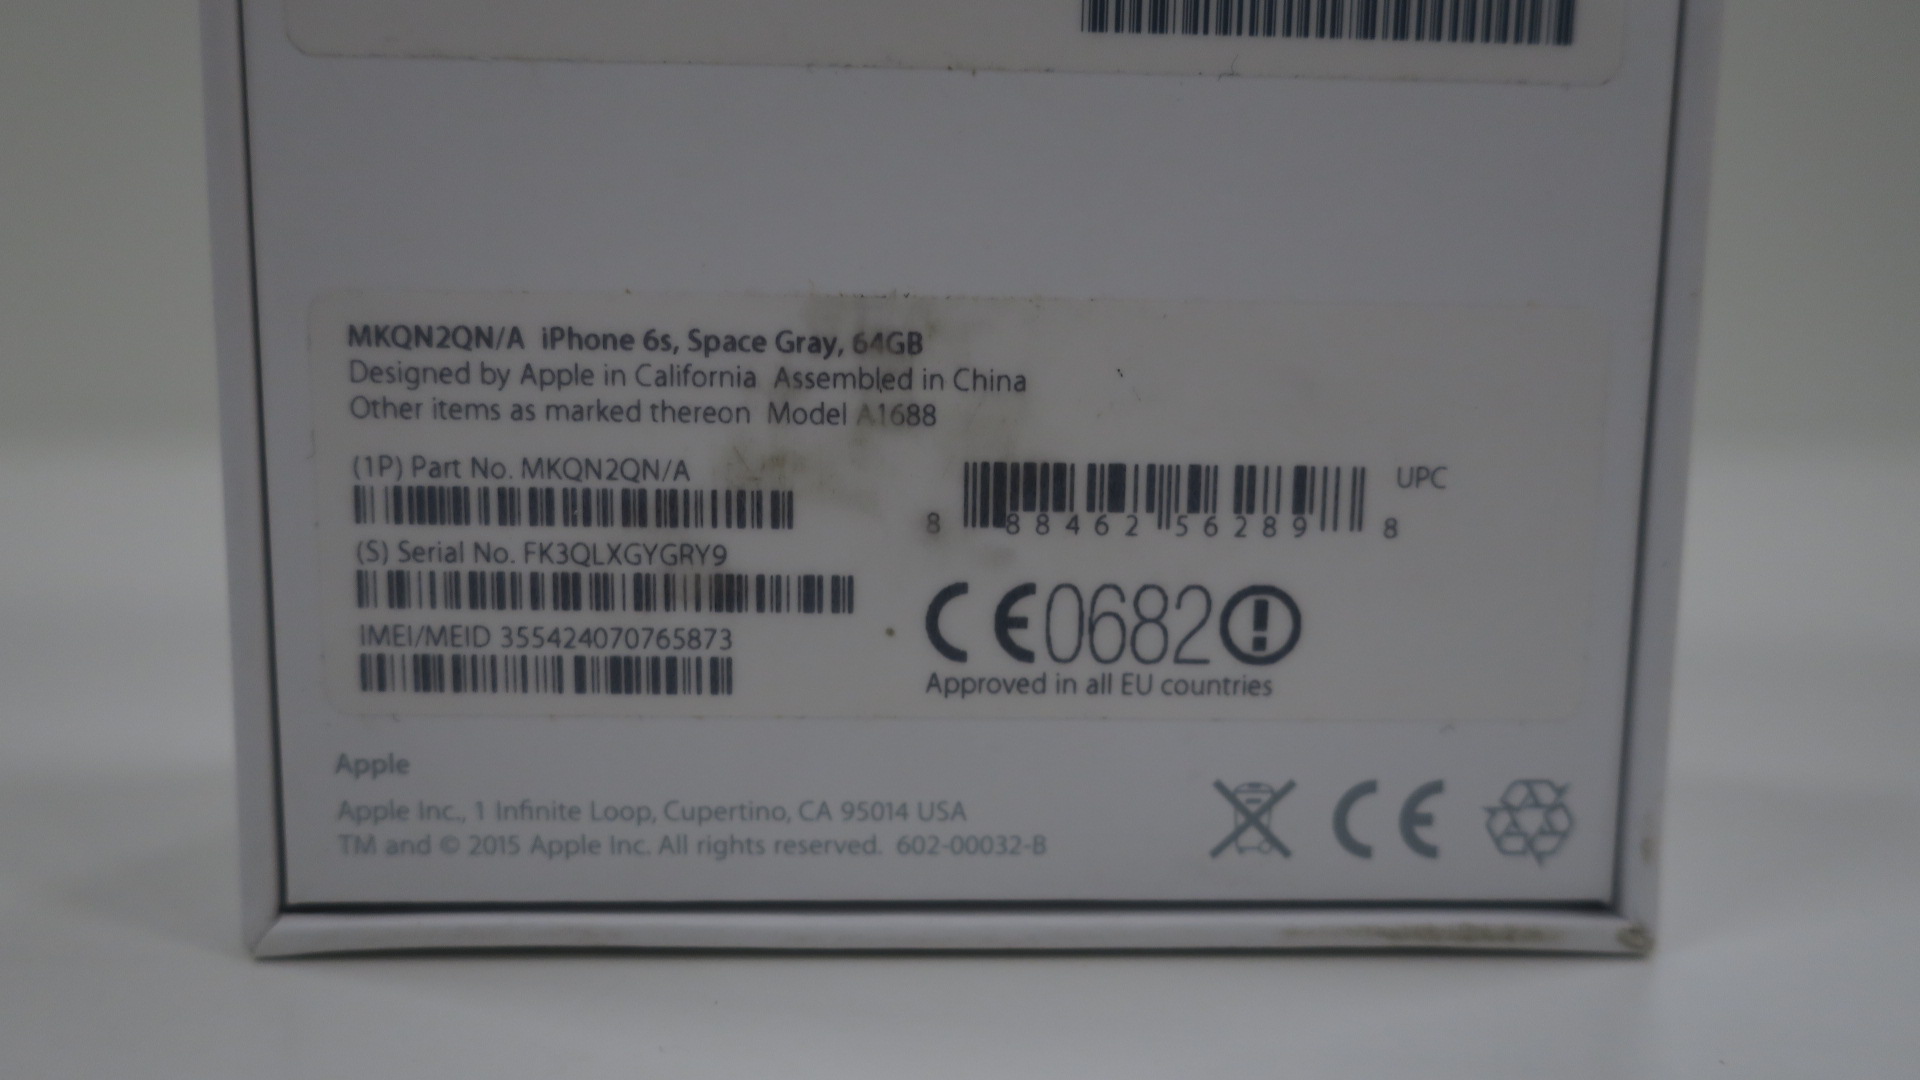 MKQN2QN/A iPhone 6s, Space Gray, 64GB
Designed by Apple in California Assembled in China
Other items as marked thereon Model A1688
(1P) Part No. MKQN2QN/A
UPC
8 88462 56289 8
(S) Serial No. FK3QLXGYGRY9
IMEI/MEID 355424070765873
CE0682
Approved in all EU countries
Apple
Apple Inc., 1 Infinite Loop, Cupertino, CA 95014 USA
TM and © 2015 Apple Inc. All rights reserved. 602-00032-B
CE